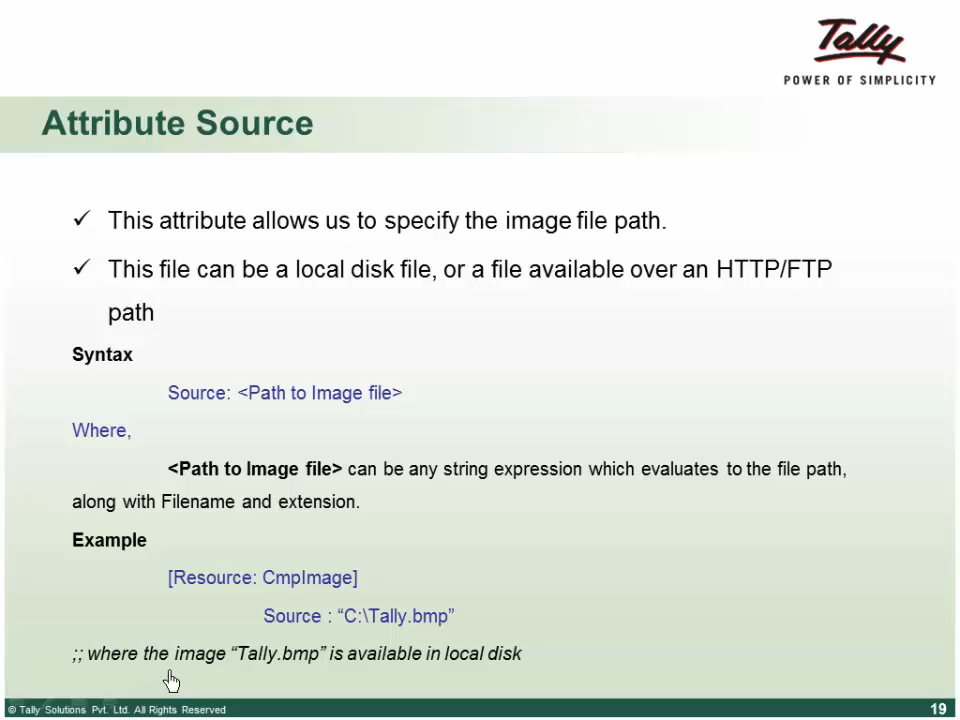 Tally
POWER OF SIMPLICITY
Attribute Source
✓ This attribute allows us to specify the image file path.
✓ This file can be a local disk file, or a file available over an HTTP/FTP
path
Syntax
Source: <Path to Image file>
Where,
<Path to Image file> can be any string expression which evaluates to the file path,
along with Filename and extension.
Example
[Resource: CmpImage]
Source : “C:\Tally.bmp”
;; where the image “Tally.bmp” is available in local disk
© Tally Solutions Pvt. Ltd. All Rights Reserved
19